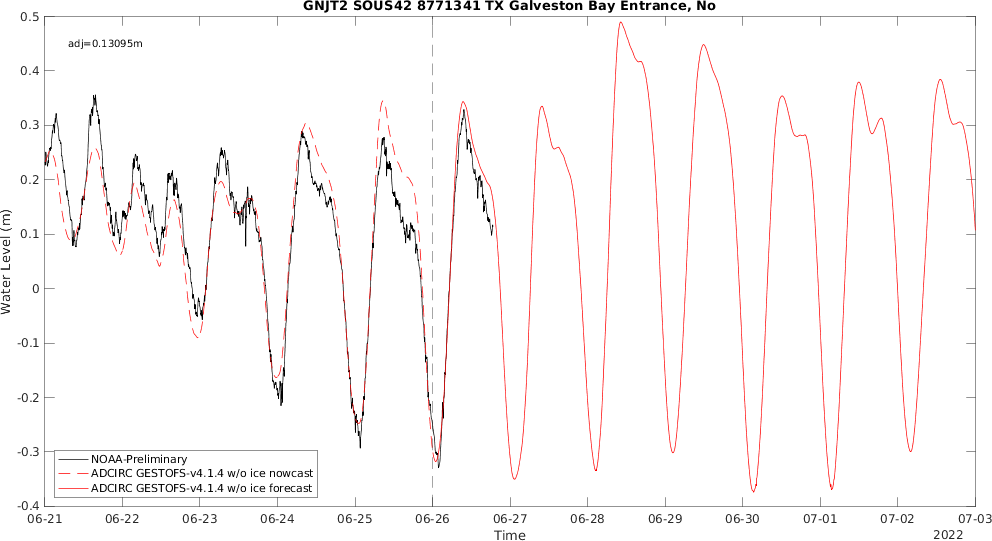 GNJT2 SOUS42 8771341 TX Galveston Bay Entrance, No
adj=0.13095m
Water Level (m)
0.5
0.4
0.3
0.2
0.1
0
-0.1
-0.2
-0.3
-0.4
NOAA-Preliminary
ADCIRC GESTOFS-v4.1.4 w/o ice nowcast
ADCIRC GESTOFS-v4.1.4 w/o ice forecast
06-21 06-22 06-23 06-24 06-25 06-26 06-27 06-28 06-29 06-30 07-01 07-02 07-03
Time
2022